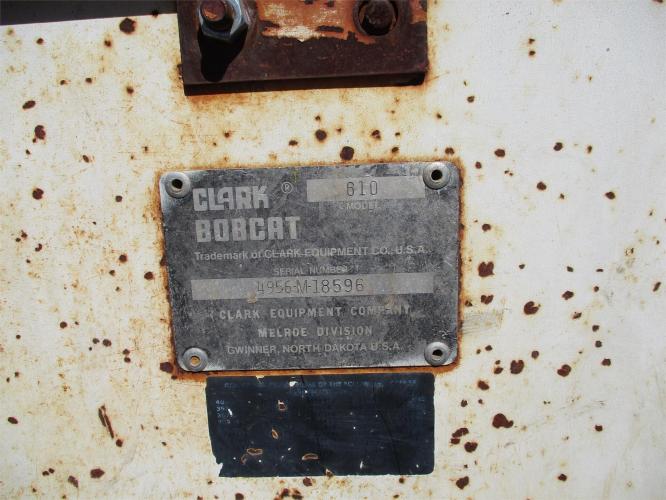 CLARK ®
610
MODEL
BOBCAT
Trademark of CLARK EQUIPMENT CO., U.S.A.
SERIAL NUMBER
4956-M-18596
CLARK EQUIPMENT COMPANY
MELROE DIVISION
GWINNER, NORTH DAKOTA U.S.A.